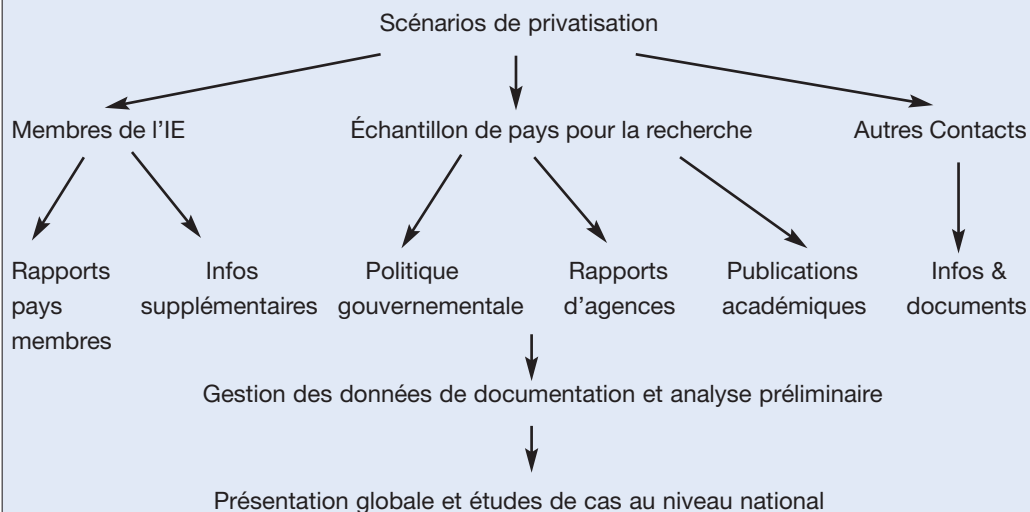 Scénarios de privatisation
Membres de l'IE
Échantillon de pays pour la recherche
Autres Contacts
Rapports
pays
membres
Infos
supplémentaires
Politique
gouvernementale
Rapports
d'agences
Publications
académiques
Infos &
documents
Gestion des données de documentation et analyse préliminaire
Présentation globale et études de cas au niveau national